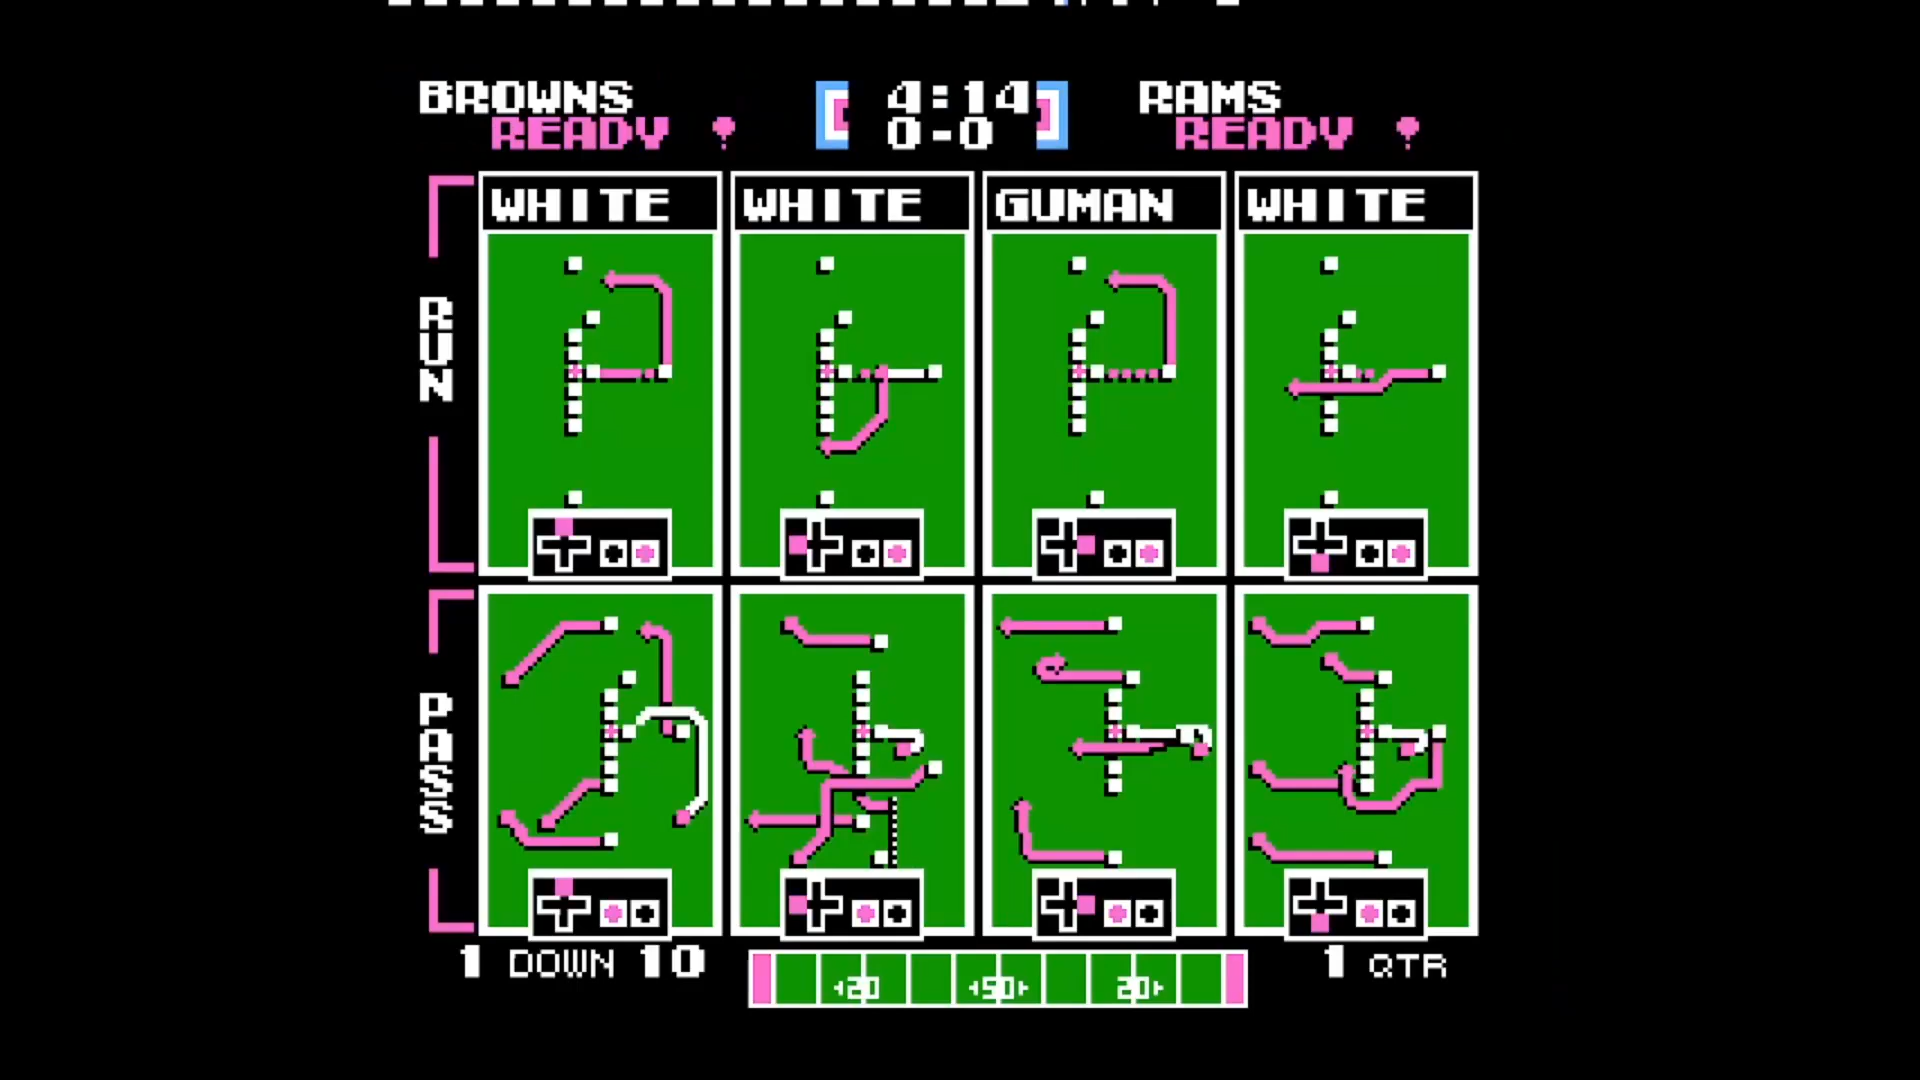 BROWNS
4:14
RAMS
READY
0-0
READY
WHITE
WHITE
GUMAN
WHITE
RUN
PASS
1 DOWN 10
20
50
20
1 QTR